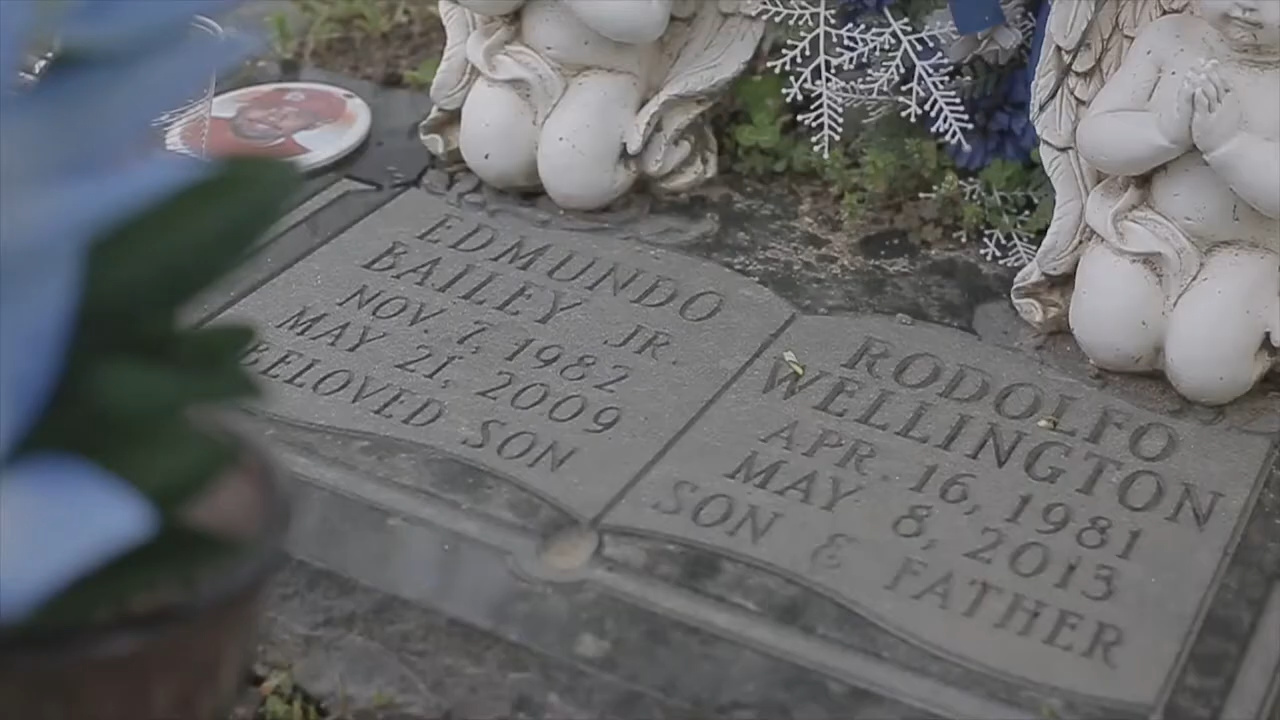 EDMUNDO
BAILEY JR.
NOV. 7, 1982
MAY 21, 2009
BELOVED SON
RODOLFO
WELLINGTON
APR. 16, 1981
MAY 8, 2013
SON & FATHER